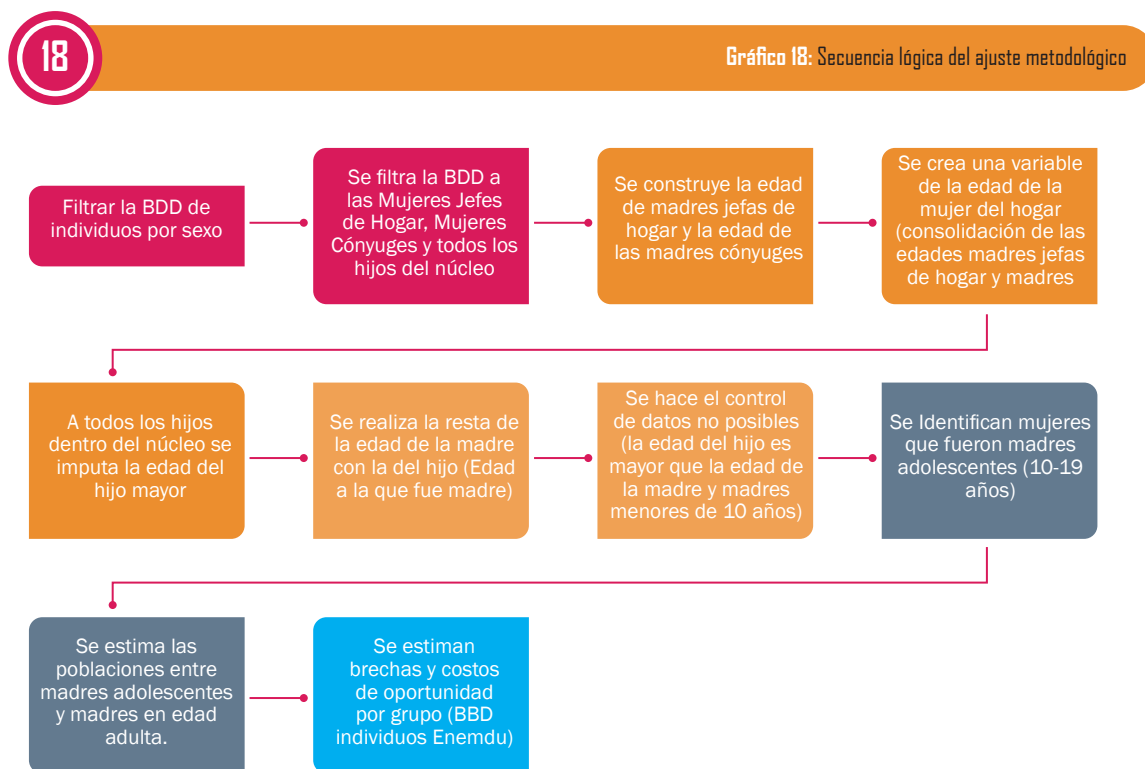 18
Gráfico 18: Secuencia lógica del ajuste metodológico
Filtrar la BDD de
individuos por sexo
Se filtra la BDD a
las Mujeres Jefes
de Hogar, Mujeres
Cónyuges y todos los
hijos del núcleo
Se construye la edad
de madres jefas de
hogar y la edad de
las madres cónyuges
Se crea una variable
de la edad de la
mujer del hogar
(consolidación de las
edades madres jefas
de hogar y madres
A todos los hijos
dentro del núcleo se
imputa la edad del
hijo mayor
Se realiza la resta de
la edad de la madre
con la del hijo (Edad
a la que fue madre)
Se hace el control
de datos no posibles
(la edad del hijo es
mayor que la edad de
la madre y madres
menores de 10 años)
Se Identifican mujeres
que fueron madres
adolescentes (10-19
años)
Se estima las
poblaciones entre
madres adolescentes
y madres en edad
adulta.
Se estiman
brechas y costos
de oportunidad
por grupo (BBD
individuos Enemdu)